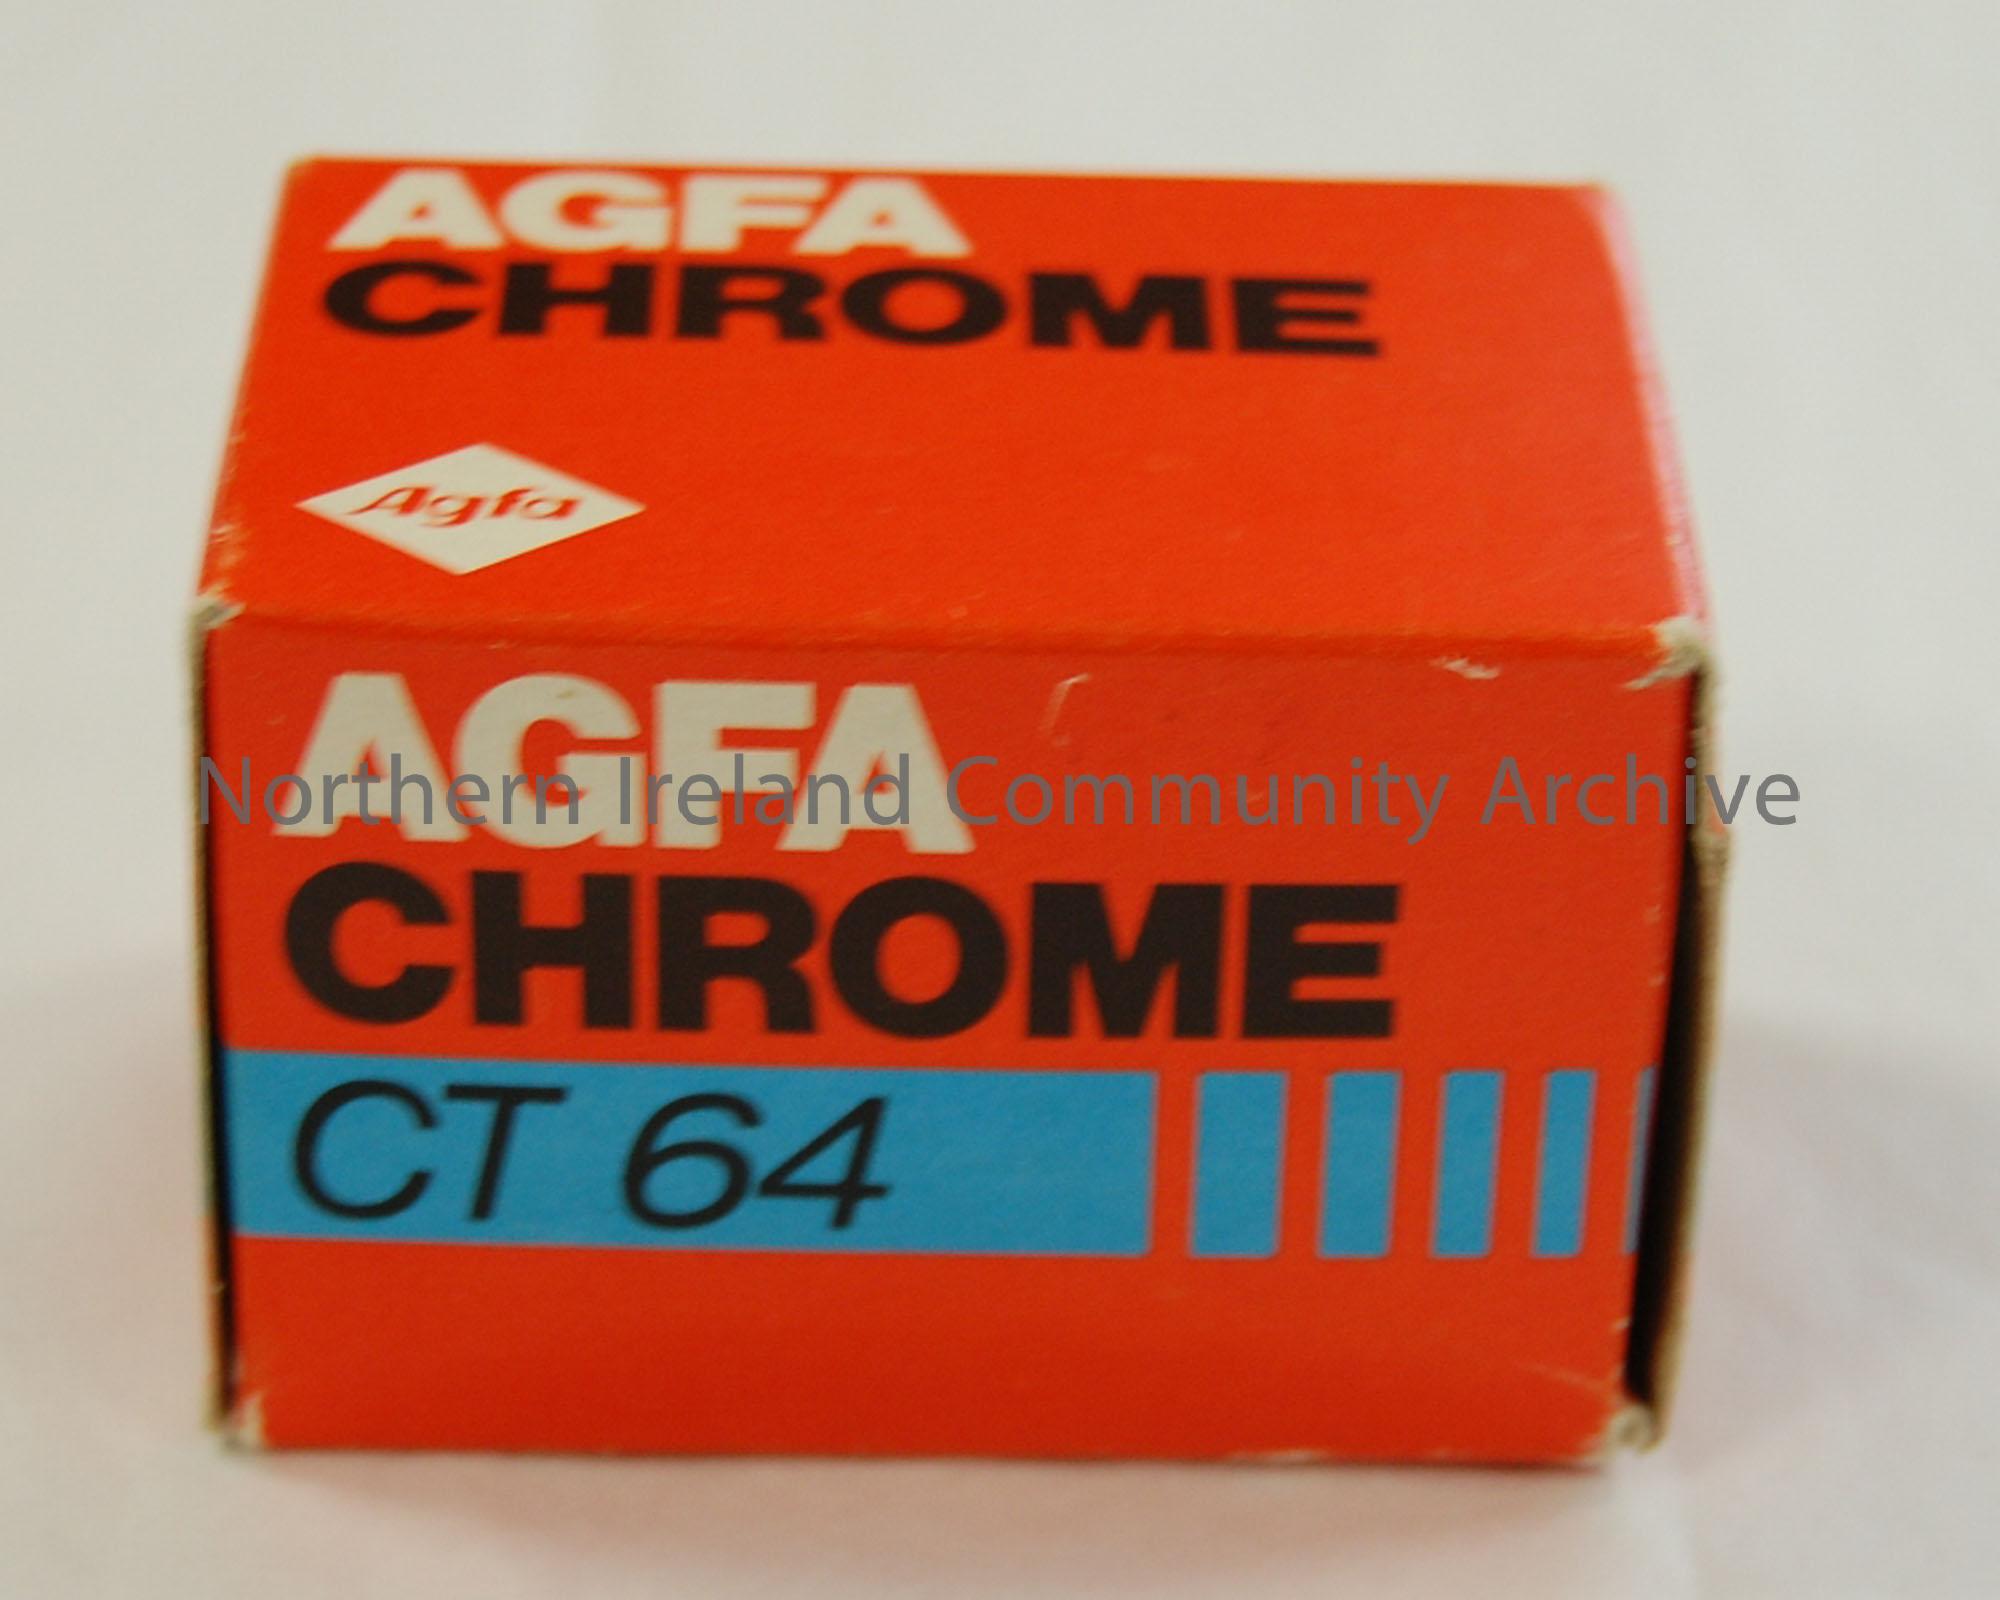 AGFA
CHROME
Agfa
AGFA
Northern Ireland Community Archive
CHROME
CT 64